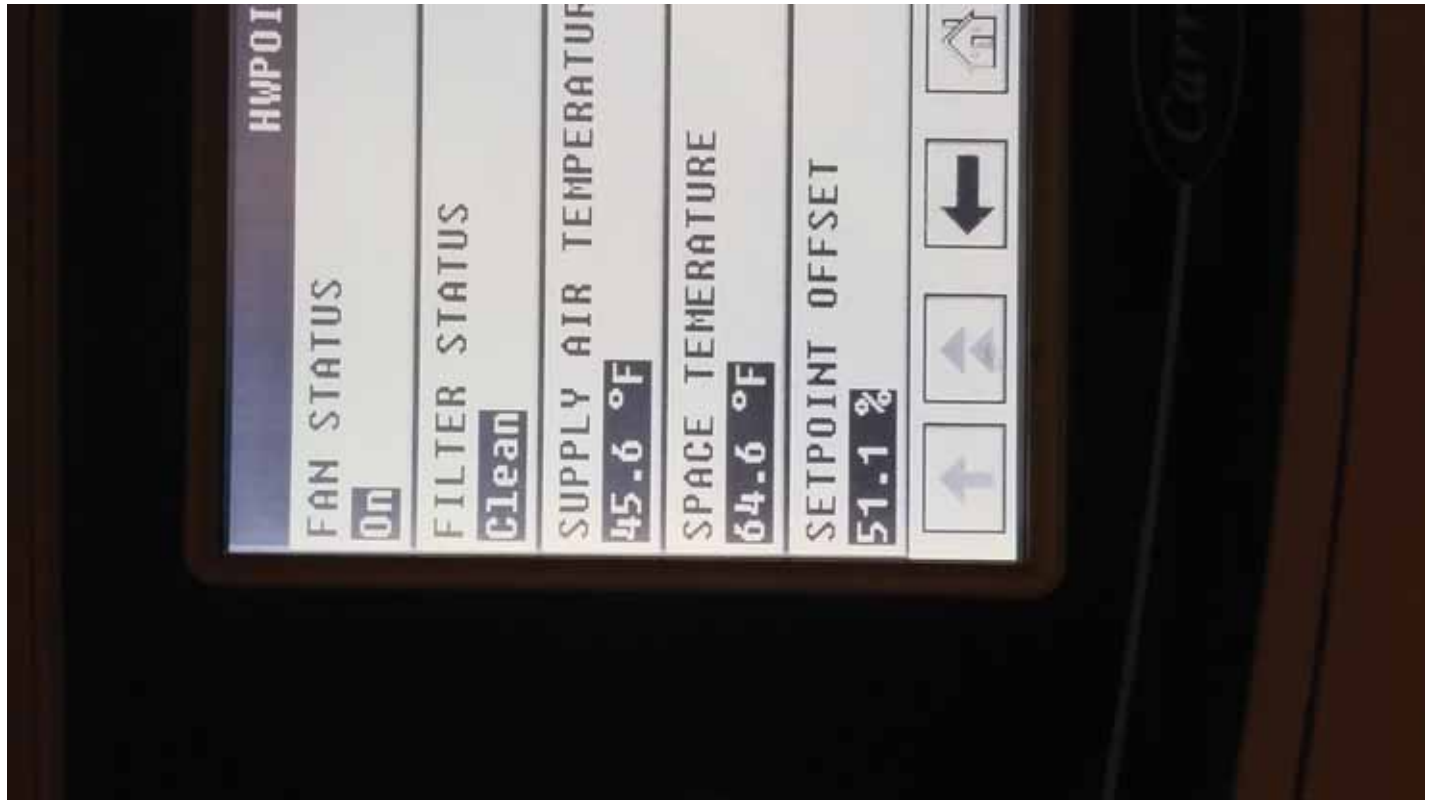 HWPOI
FAN STATUS
On
FILTER STATUS
Clean
SUPPLY AIR TEMPERATUR
45.6 °F
SPACE TEMERATURE
64.6 °F
SETPOINT OFFSET
51.1 %
Carr